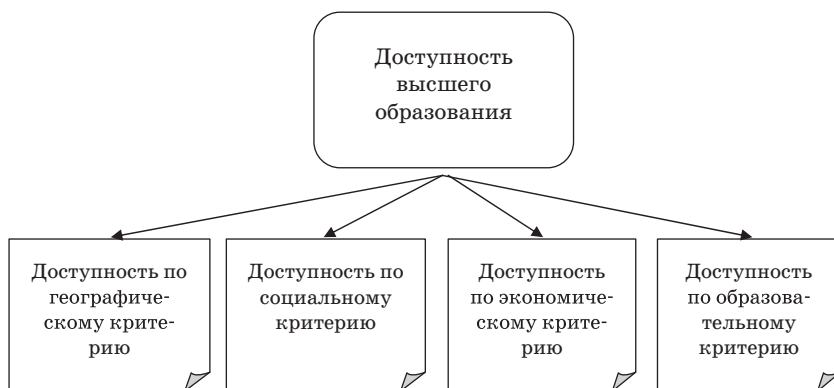 Доступность
высшего
образования
Доступность по
географиче-
скому крите-
рию
Доступность по
социальному
критерию
Доступность
по экономиче-
скому крите-
рию
Доступность
по образова-
тельному
критерию